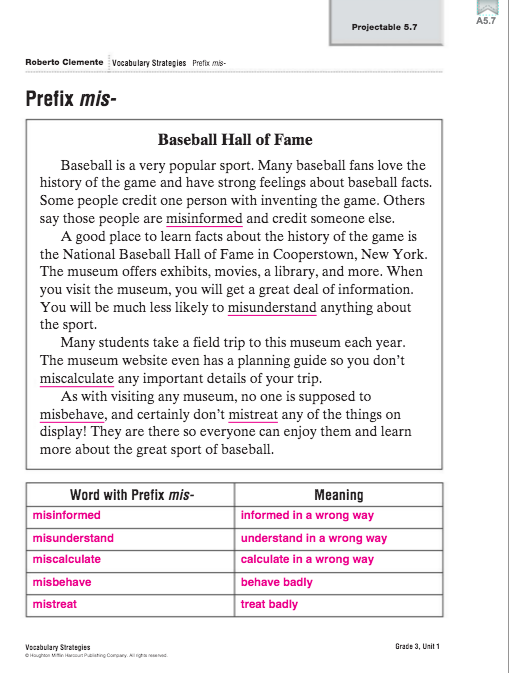 Projectable 5.7
A5.7
Roberto Clemente Vocabulary Strategies Prefix mis-
Prefix mis-
Baseball Hall of Fame
Baseball is a very popular sport. Many baseball fans love the
history of the game and have strong feelings about baseball facts.
Some people credit one person with inventing the game. Others
say those people are misinformed and credit someone else.
A good place to learn facts about the history of the game is
the National Baseball Hall of Fame in Cooperstown, New York.
The museum offers exhibits, movies, a library, and more. When
you visit the museum, you will get a great deal of information.
You will be much less likely to misunderstand anything about
the sport.
Many students take a field trip to this museum each year.
The museum website even has a planning guide so you don't
miscalculate any important details of your trip.
As with visiting any museum, no one is supposed to
misbehave, and certainly don't mistreat any of the things on
display! They are there so everyone can enjoy them and learn
more about the great sport of baseball.
Word with Prefix mis- Meaning
misinformed informed in a wrong way
misunderstand understand in a wrong way
miscalculate calculate in a wrong way
misbehave behave badly
mistreat treat badly
Vocabulary Strategies Grade 3, Unit 1
© Houghton Mifflin Harcourt Publishing Company. All rights reserved.